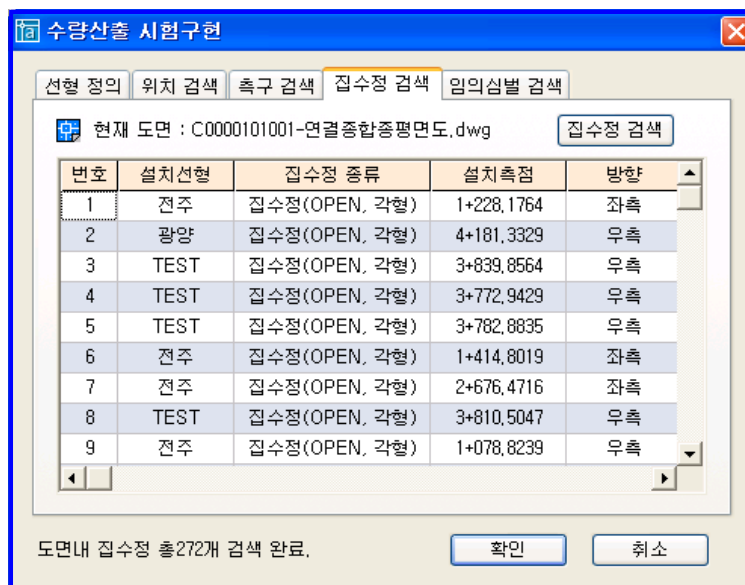 수량산출 시험구현
선형 정의 위치 검색 측구 검색 집수정 검색 임의심벌 검색
현재 도면 : C0000101001-연결종합종평면도.dwg 집수정 검색
번호 설치선형 집수정 종류 설치측점 방향
1 전주 집수정(OPEN, 각형) 1+228.1764 좌측
2 광양 집수정(OPEN, 각형) 4+181.3329 우측
3 TEST 집수정(OPEN, 각형) 3+839.8564 우측
4 TEST 집수정(OPEN, 각형) 3+772.9429 우측
5 TEST 집수정(OPEN, 각형) 3+782.8835 우측
6 전주 집수정(OPEN, 각형) 1+414.8019 좌측
7 전주 집수정(OPEN, 각형) 2+676.4716 좌측
8 TEST 집수정(OPEN, 각형) 3+810.5047 우측
9 전주 집수정(OPEN, 각형) 1+078.8239 우측
도면내 집수정 총272개 검색 완료. 확인 취소